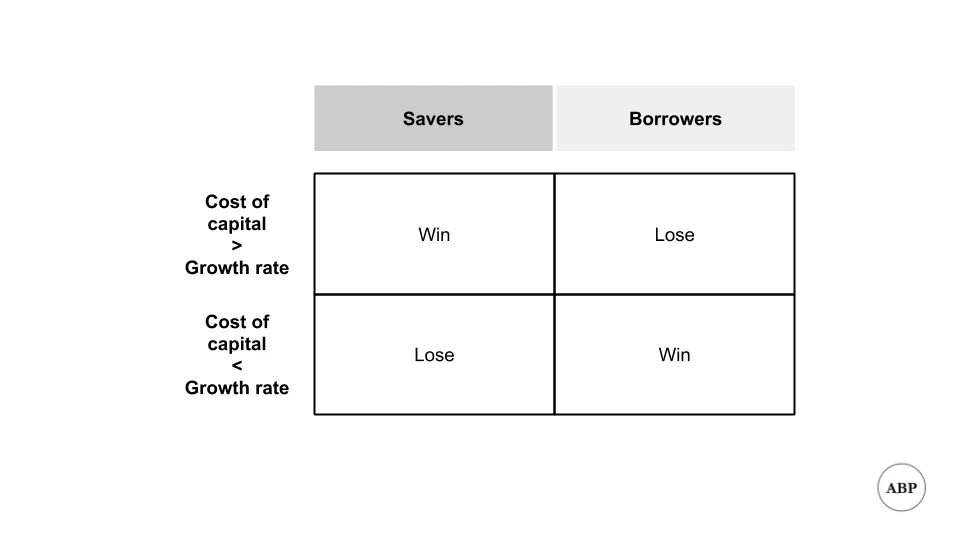 Savers Borrowers
Cost of
capital
>
Growth rate
Win Lose
Cost of
capital
<
Growth rate
Lose Win
ABP